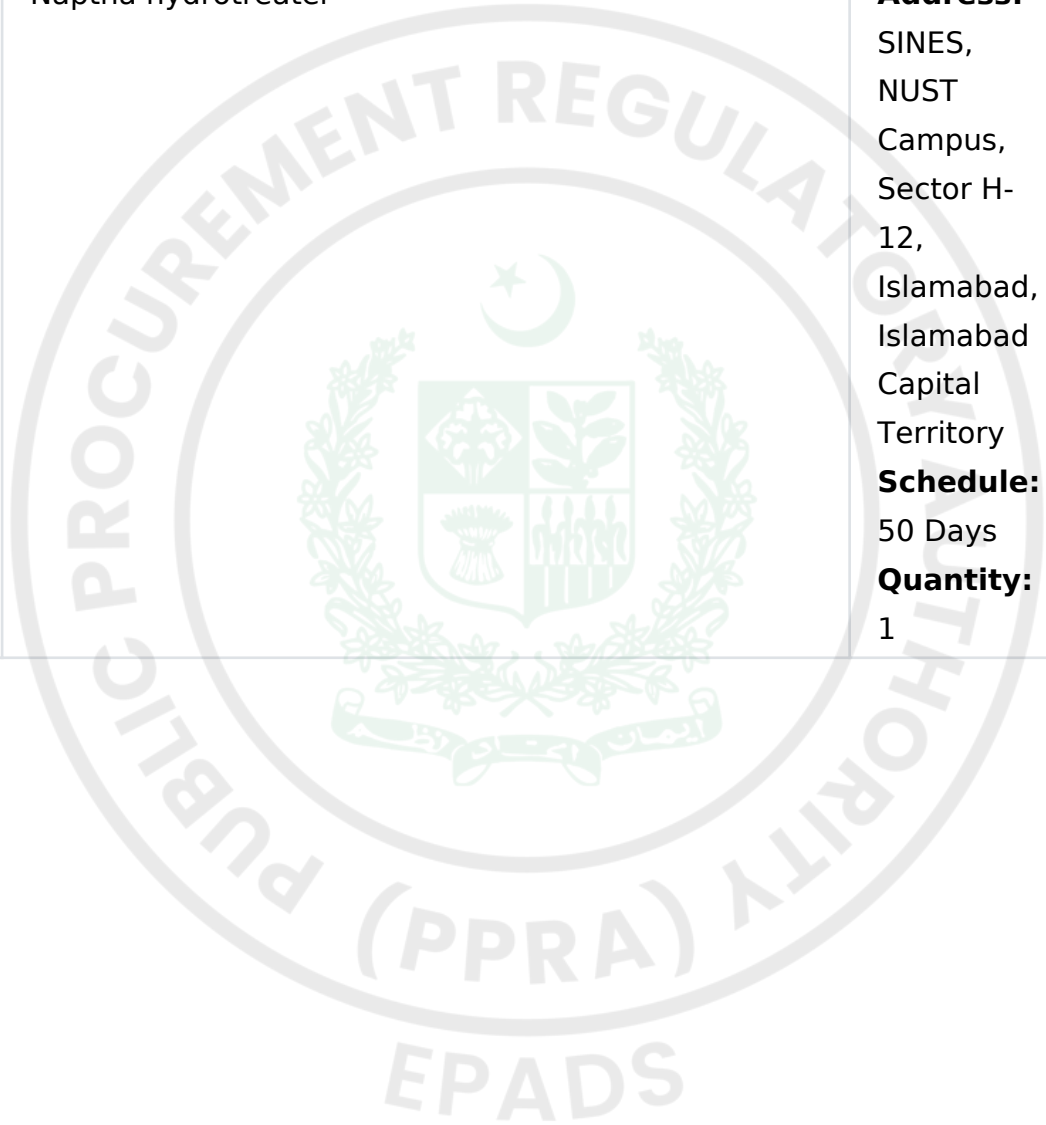 Naptha hydrotreater
Address:
SINES,
NUST
Campus,
Sector H-
12,
Islamabad,
Islamabad
Capital
Territory
Schedule:
50 Days
Quantity:
1
PUBLIC PROCUREMENT REGULATORY AUTHORITY
(PPRA)
EPADS